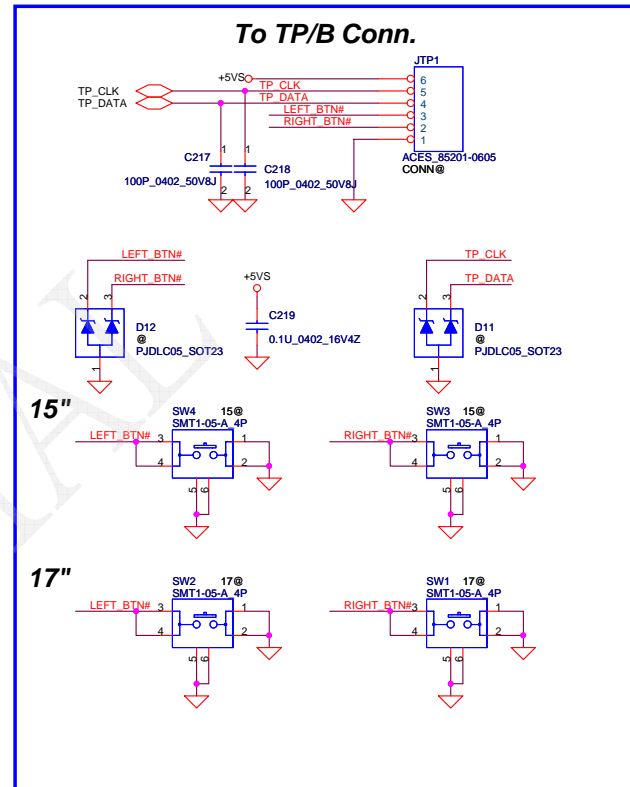 To TP/B Conn.
JTP1
+5VS
6
TP_CLK
TP_CLK
5
TP_DATA
TP_DATA
4
LEFT_BTN#
3
RIGHT_BTN#
2
1
ACES_85201-0605
CONN@
1
1
C217
C218
100P_0402_50V8J
100P_0402_50V8J
2
2
LEFT_BTN#
RIGHT_BTN#
2
3
D12
@
PJDLC05_SOT23
1
+5VS
C219
0.1U_0402_16V4Z
TP_CLK
TP_DATA
2
3
D11
@
PJDLC05_SOT23
1
15"
SW4 15@
SMT1-05-A_4P
LEFT_BTN#
3
1
4
2
5
6
SW3 15@
SMT1-05-A_4P
RIGHT_BTN#
3
1
4
2
5
6
17"
SW2 17@
SMT1-05-A_4P
LEFT_BTN#
3
1
4
2
5
6
SW1 17@
SMT1-05-A_4P
RIGHT_BTN#
3
1
4
2
5
6